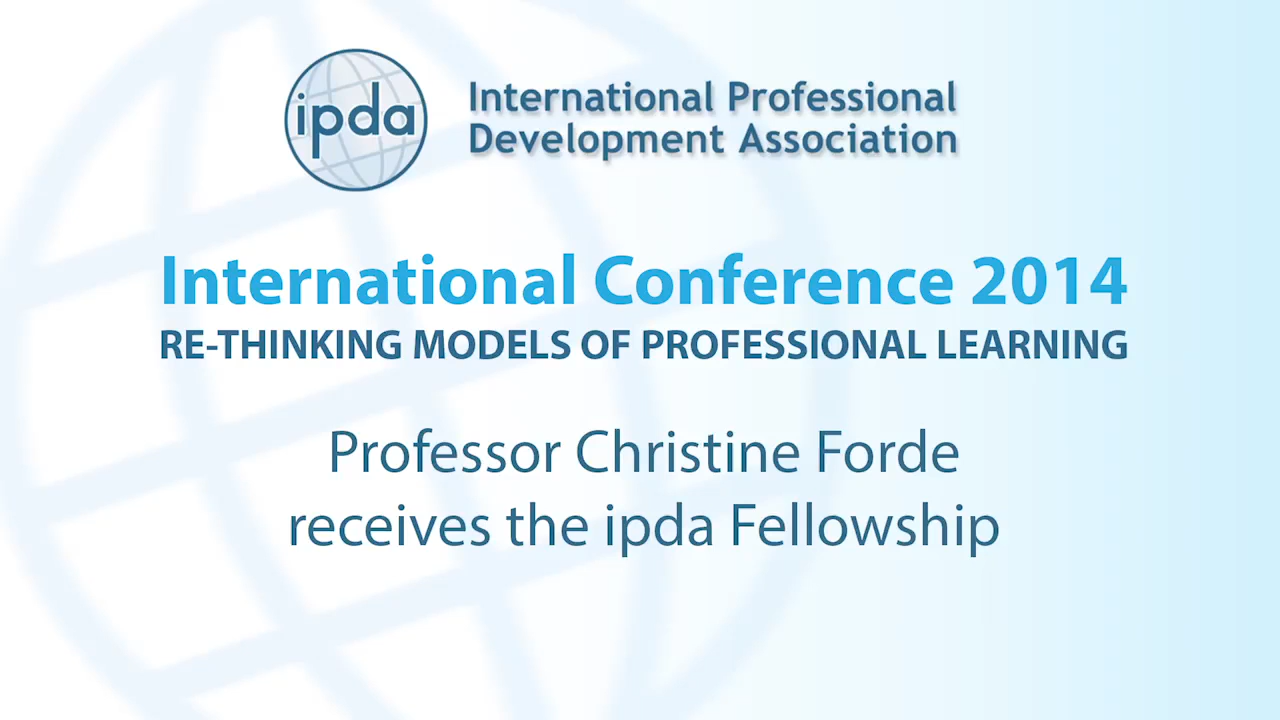 ipda
International Professional
Development Association
International Conference 2014
RE-THINKING MODELS OF PROFESSIONAL LEARNING
Professor Christine Forde
receives the ipda Fellowship